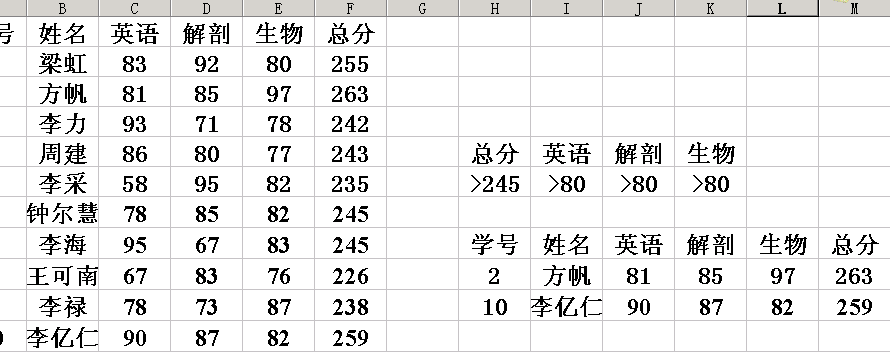 B C D E F G H I J K L M
号 姓名 英语 解剖 生物 总分
梁虹 83 92 80 255
方帆 81 85 97 263
李力 93 71 78 242
周建 86 80 77 243 总分 英语 解剖 生物
李采 58 95 82 235 >245 >80 >80 >80
钟尔慧 78 85 82 245
李海 95 67 83 245 学号 姓名 英语 解剖 生物 总分
王可南 67 83 76 226 2 方帆 81 85 97 263
李禄 78 73 87 238 10 李亿仁 90 87 82 259
0 李亿仁 90 87 82 259